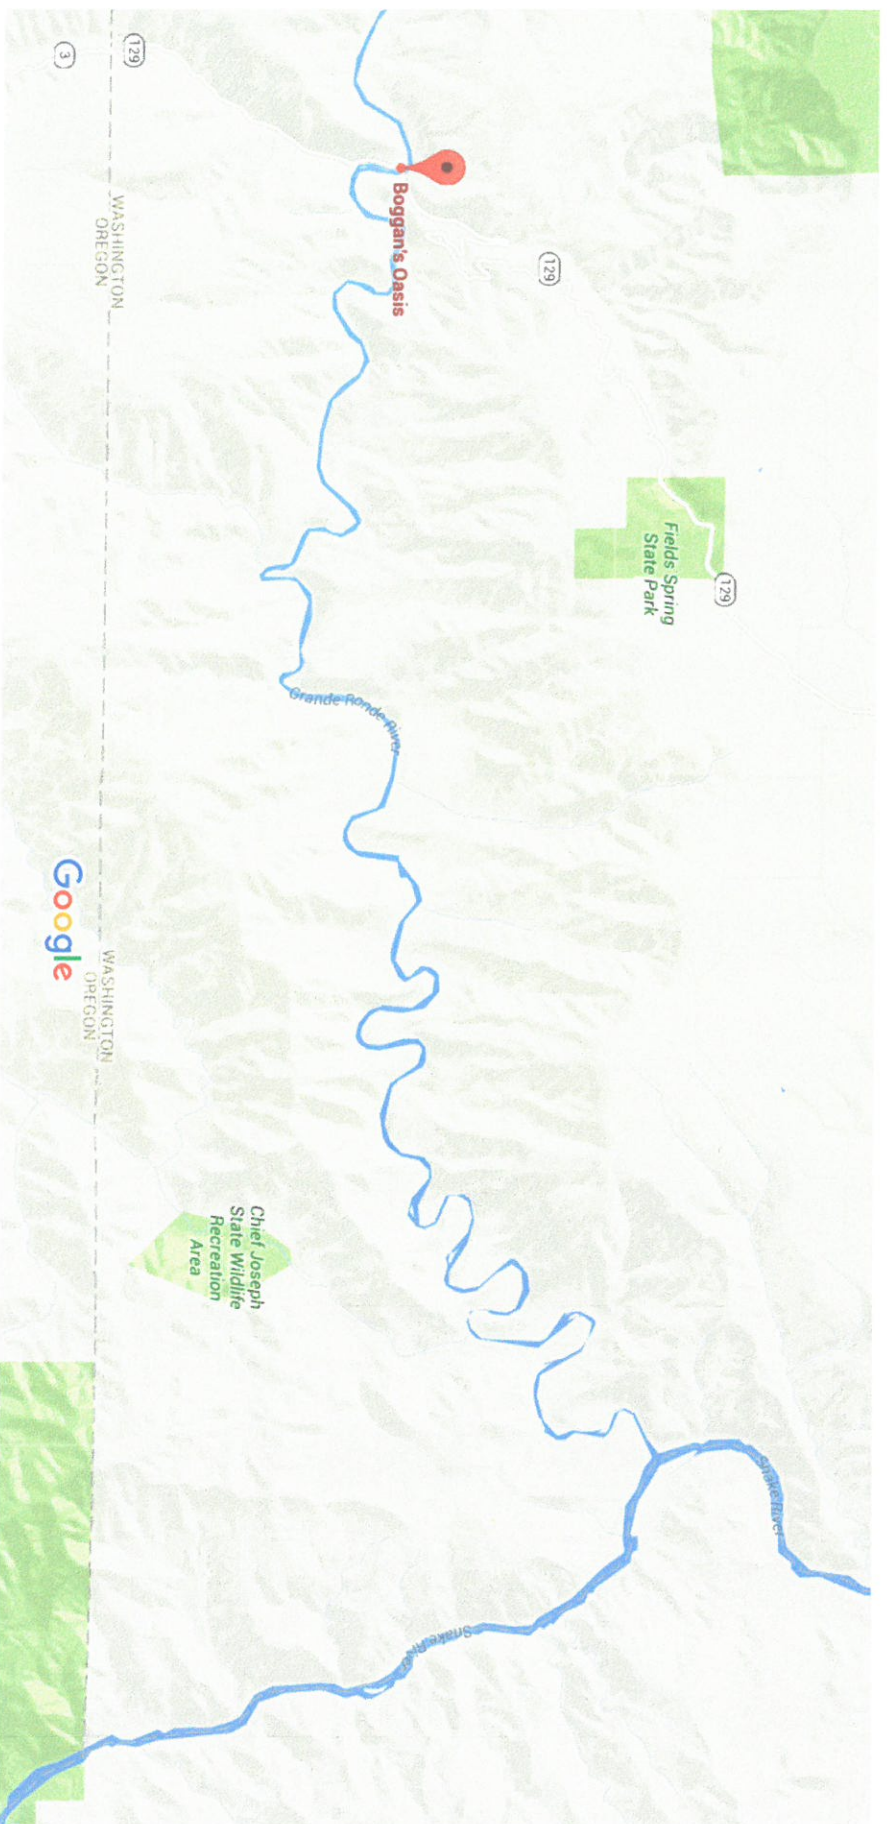 3
129
WASHINGTON
OREGON
Boggan's Oasis
129
Fields Spring
State Park
129
Grande Ronde River
Google
WASHINGTON
OREGON
Chief Joseph
State Wildlife
Recreation
Area
Snake River
Snake River